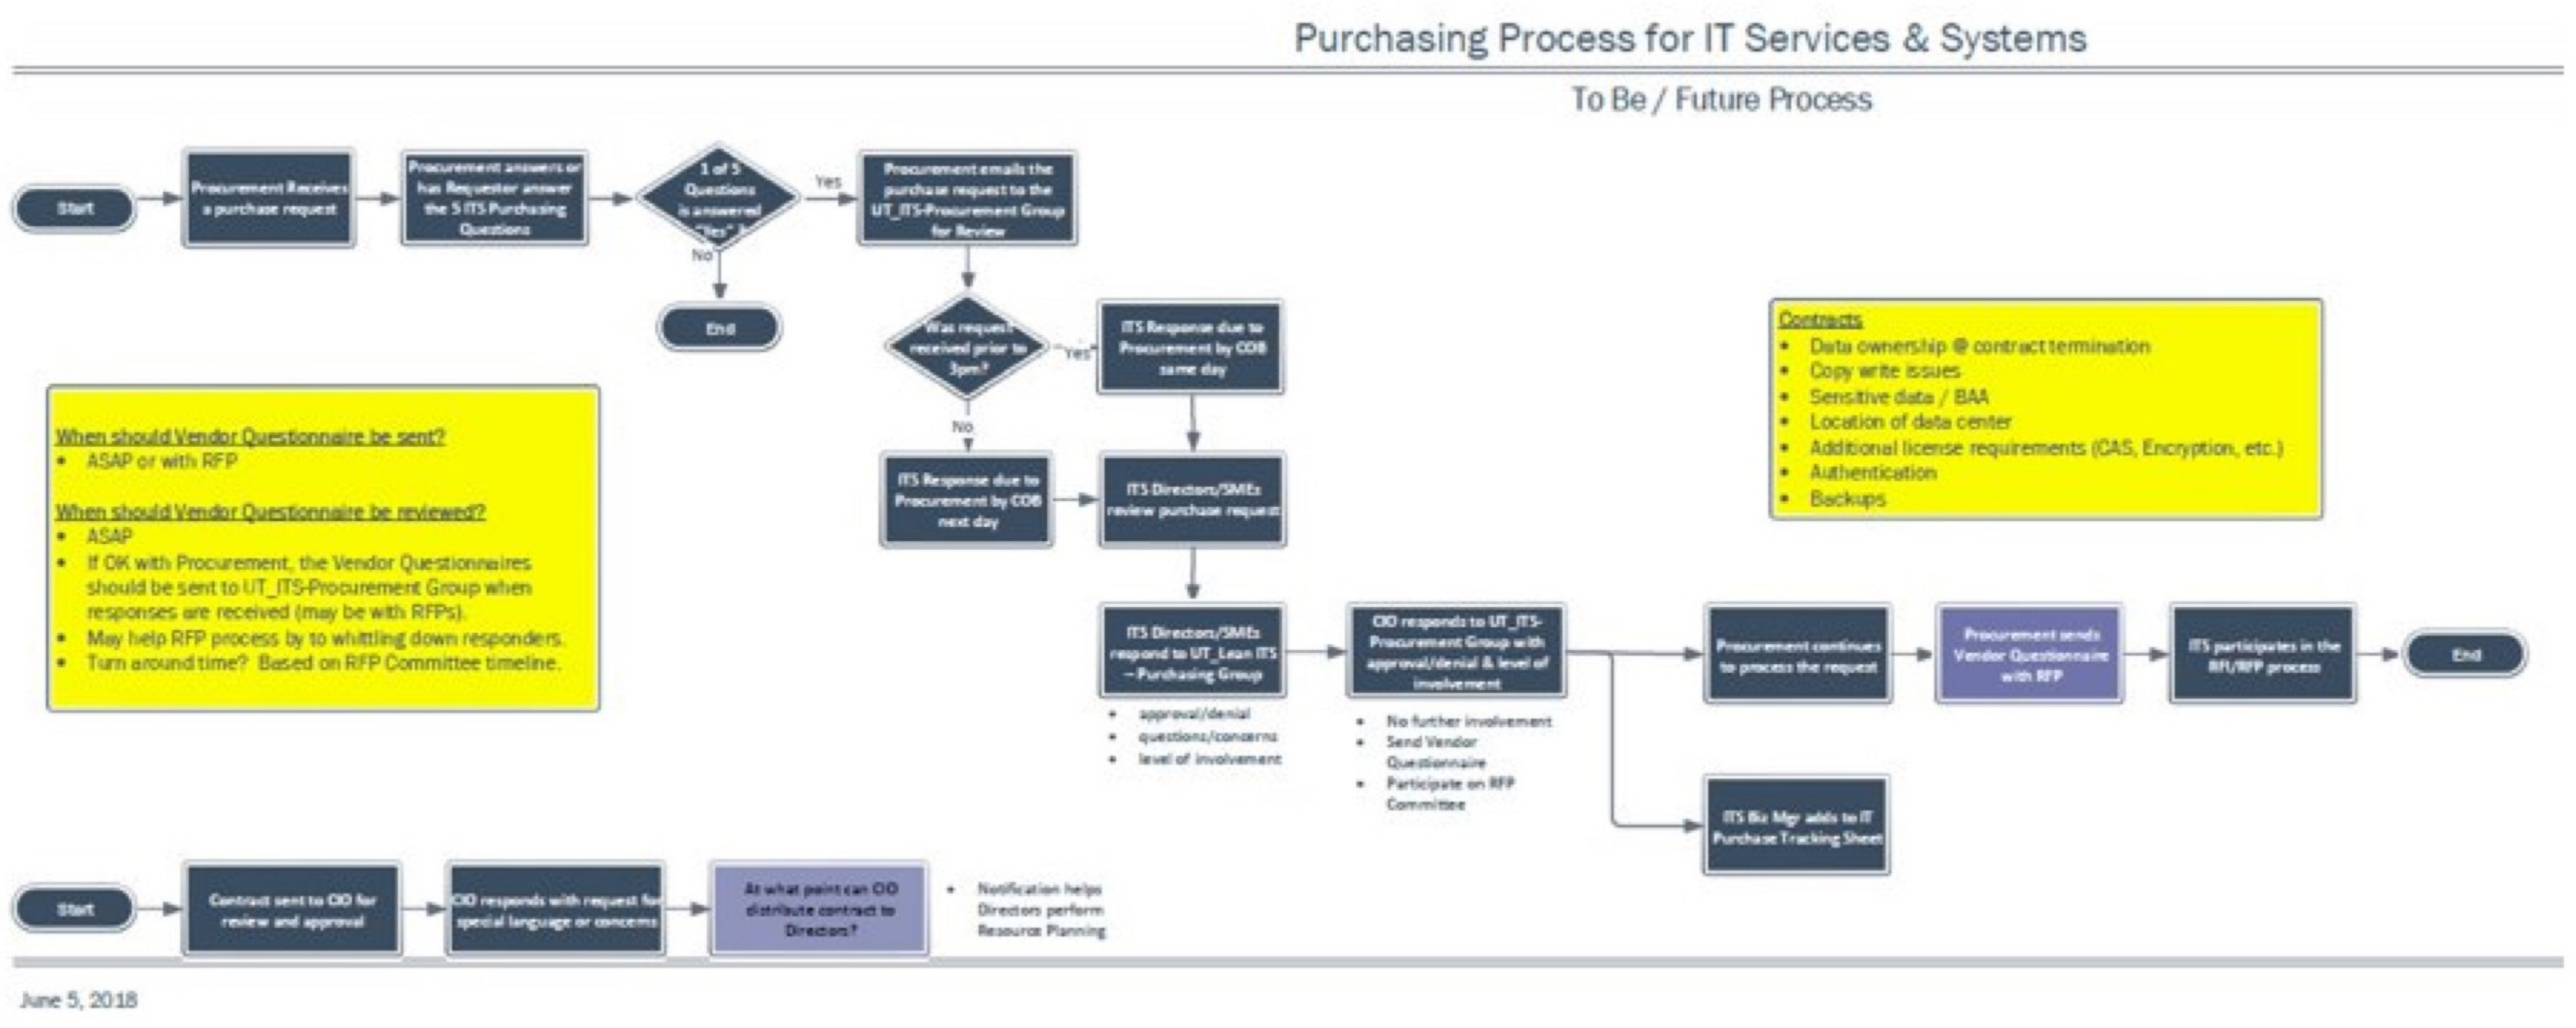 Purchasing Process for IT Services & Systems
To Be / Future Process
Start
Procurement Receives
a purchase request
Procurement answers or
has Requestor answer
the 5 ITS Purchasing
Questions
1 of 5
Questions
is answered
"Yes" ?
Yes
No
End
Procurement emails the
purchase request to the
UT_ITS-Procurement Group
for Review
Was request
received prior to
3pm?
Yes
No
ITS Response due to
Procurement by COB
same day
ITS Response due to
Procurement by COB
next day
ITS Directors/SMEs
review purchase request
ITS Directors/SMEs
respond to UT_Lean ITS
– Purchasing Group
• approval/denial
• questions/concerns
• level of involvement
CIO responds to UT_ITS-
Procurement Group with
approval/denial & level of
involvement
• No further involvement
• Send Vendor
Questionnaire
• Participate on RFP
Committee
Procurement continues
to process the request
Procurement sends
Vendor Questionnaire
with RFP
ITS participates in the
RFI/RFP process
End
ITS Biz Mgr adds to IT
Purchase Tracking Sheet
When should Vendor Questionnaire be sent?
• ASAP or with RFP
When should Vendor Questionnaire be reviewed?
• ASAP
• If OK with Procurement, the Vendor Questionnaires
should be sent to UT_ITS-Procurement Group when
responses are received (may be with RFPs).
• May help RFP process by to whittling down responders.
• Turn around time? Based on RFP Committee timeline.
Contracts
• Data ownership @ contract termination
• Copy write issues
• Sensitive data / BAA
• Location of data center
• Additional license requirements (CAS, Encryption, etc.)
• Authentication
• Backups
Start
Contract sent to CIO for
review and approval
CIO responds with request for
special language or concerns
At what point can CIO
distribute contract to
Directors?
• Notification helps
Directors perform
Resource Planning
June 5, 2018